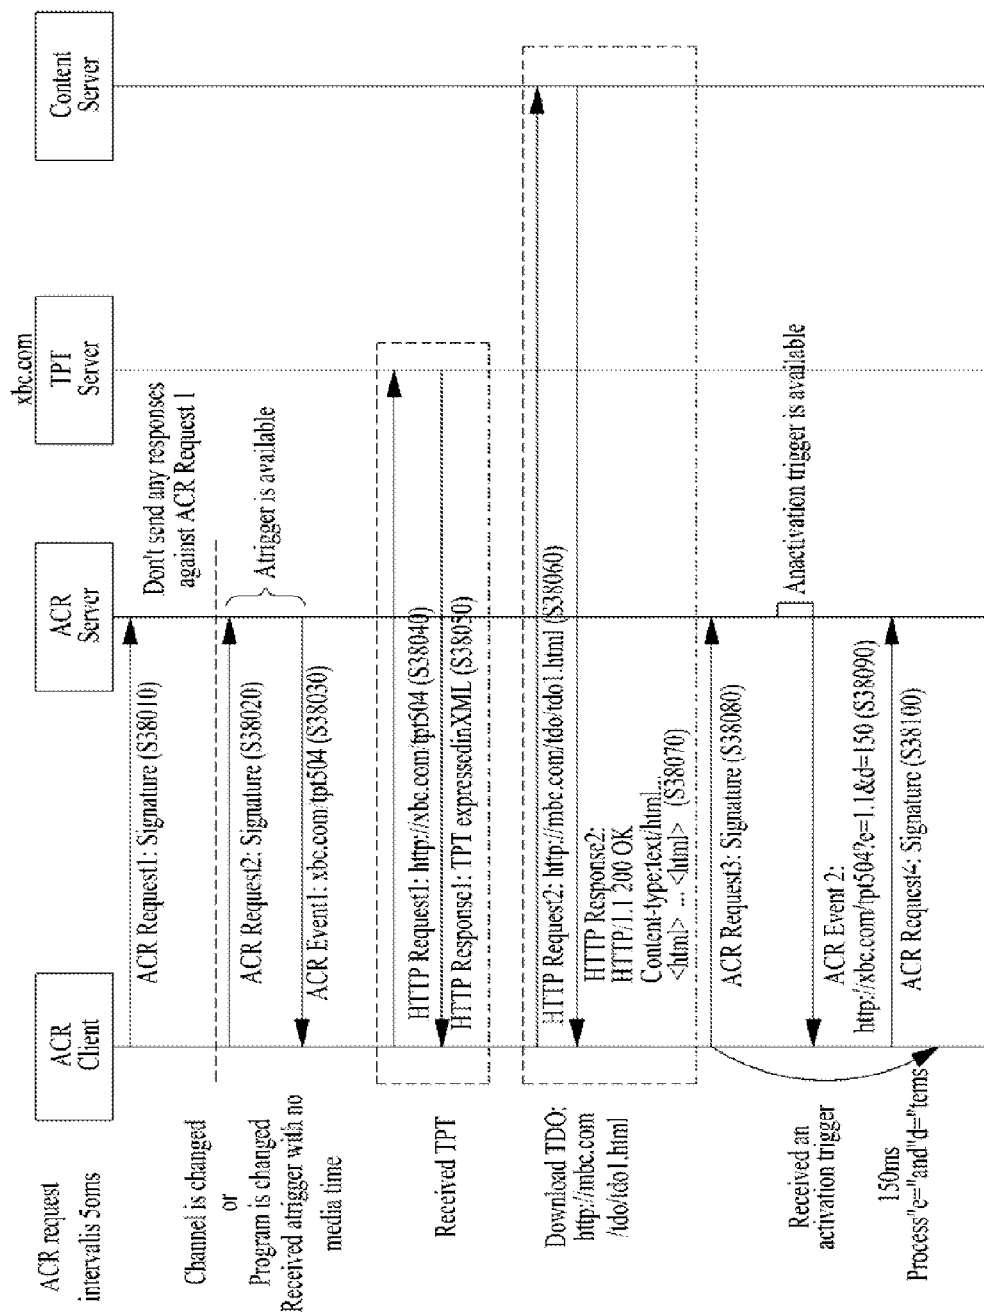 ACR request
intervalis 5oms
ACR
Client
ACR
Server
xbc.com
TPT
Server
Content
Server
ACR Request1: Signature (S38010)
Don't send any responses
against ACR Request 1
Channel is changed
or
Program is changed
Received atrigger with no
media time
ACR Request2: Signature (S38020)
Atrigger is available
ACR Event1: xbc.com/tpt504 (S38030)
Received TPT
HTTP Request1: http://xbc.com/tpt504 (S38040)
HTTP Response1: TPT expressedinXML (S38050)
Download TDO:
http://mbc.com
/tdo/tdo1.html
HTTP Request2: http://mbc.com/tdo/tdo1.html (S38060)
HTTP Response2:
HTTP/1.1 200 OK
Content-type:text/html...
<html> ... <html> (S38070)
ACR Request3: Signature (S38080)
Anactivation trigger is available
Received an
activation trigger
ACR Event 2:
http://xbc.com/tpt504?e=1.1&d=150 (S38090)
150ms
Process"e="and"d="tems
ACR Request4: Signature (S38100)